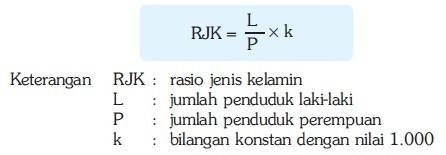 RJK = L/P × k
Keterangan RJK : rasio jenis kelamin
L : jumlah penduduk laki-laki
P : jumlah penduduk perempuan
k : bilangan konstan dengan nilai 1.000